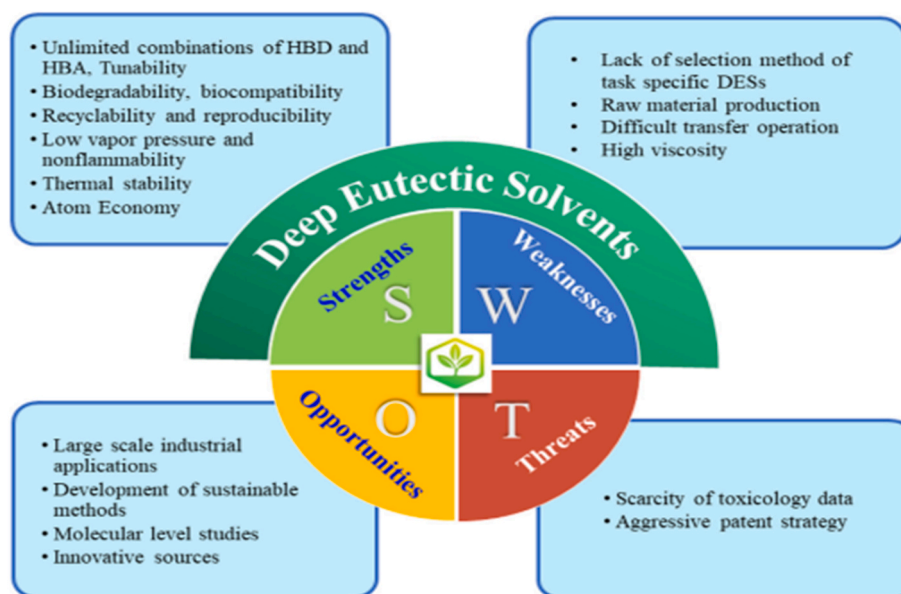 • Unlimited combinations of HBD and
HBA, Tunability
• Biodegradability, biocompatibility
• Recyclability and reproducibility
• Low vapor pressure and
nonflammability
• Thermal stability
• Atom Economy
• Lack of selection method of
task specific DESs
• Raw material production
• Difficult transfer operation
• High viscosity
Deep Eutectic Solvents
Strengths
S
Weaknesses
W
Opportunities
O
Threats
T
• Large scale industrial
applications
• Development of sustainable
methods
• Molecular level studies
• Innovative sources
• Scarcity of toxicology data
• Aggressive patent strategy